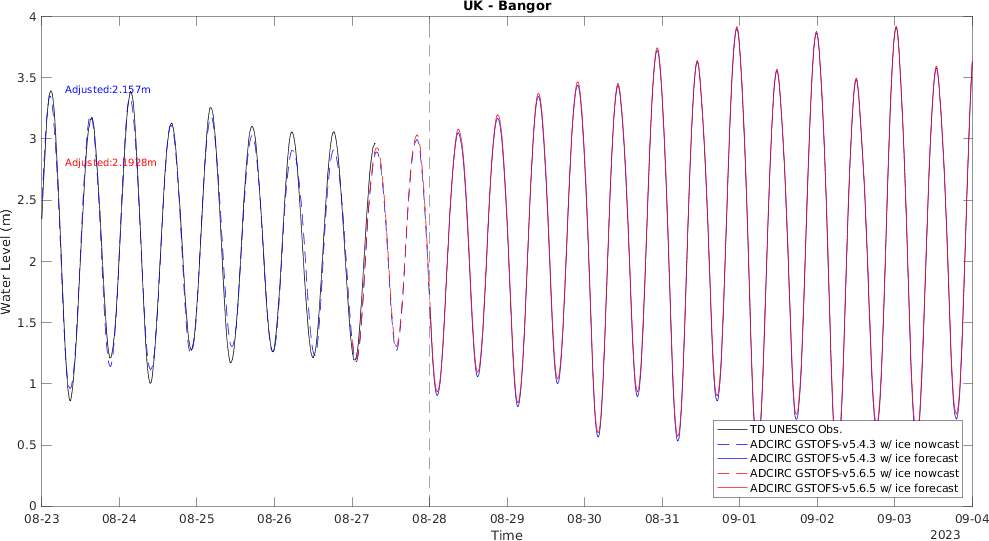 UK - Bangor
4
3.5
3
2.5
2
1.5
1
0.5
0
Water Level (m)
Adjusted:2.157m
Adjusted:2.1928m
TD UNESCO Obs.
ADCIRC GSTOFS-v5.4.3 w/ ice nowcast
ADCIRC GSTOFS-v5.4.3 w/ ice forecast
ADCIRC GSTOFS-v5.6.5 w/ ice nowcast
ADCIRC GSTOFS-v5.6.5 w/ ice forecast
08-23 08-24 08-25 08-26 08-27 08-28 08-29 08-30 08-31 09-01 09-02 09-03 09-04
Time
2023